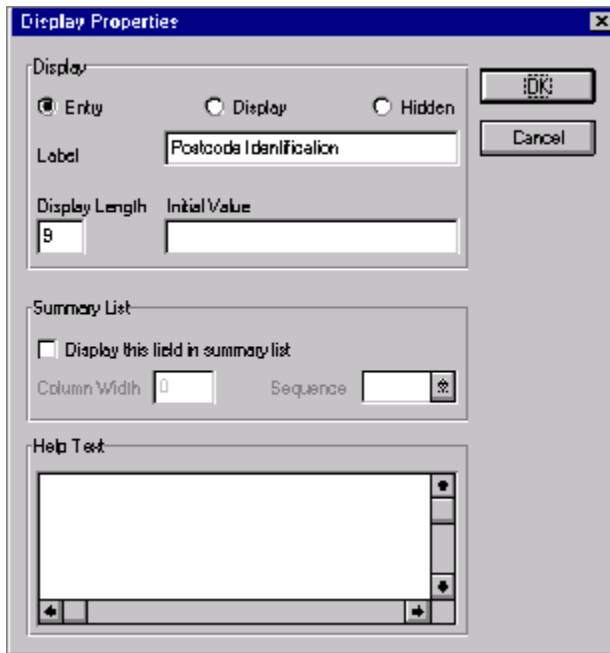 Display Properties
Display
OK
Entry Display Hidden
Cancel
Label Postcode Identification
Display Length Initial Value
9
Summary List
Display this field in summary list
Column Width 0 Sequence
Help Text